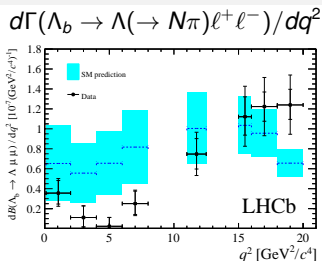 dΓ(Λ_b → Λ(→ Nπ)ℓ⁺ℓ⁻)/dq²
dB(Λ_b → Λ μ μ) / dq² [10⁻⁷(GeV²/c⁴)⁻¹]
1.8
1.6
SM prediction
1.4
Data
1.2
1.0
0.8
0.6
0.4
0.2
LHCb
0
5
10
15
20
q² [GeV²/c⁴]